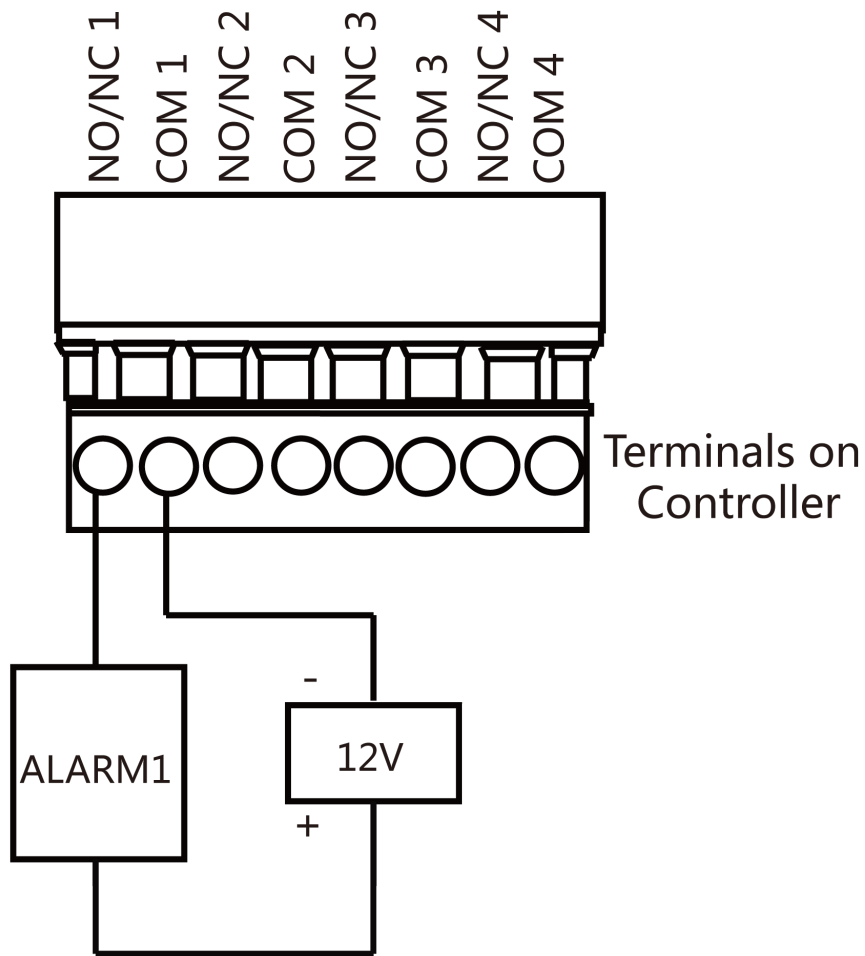 NO/NC 1
COM 1
NO/NC 2
COM 2
NO/NC 3
COM 3
NO/NC 4
COM 4
Terminals on
Controller
-
12V
ALARM1
+